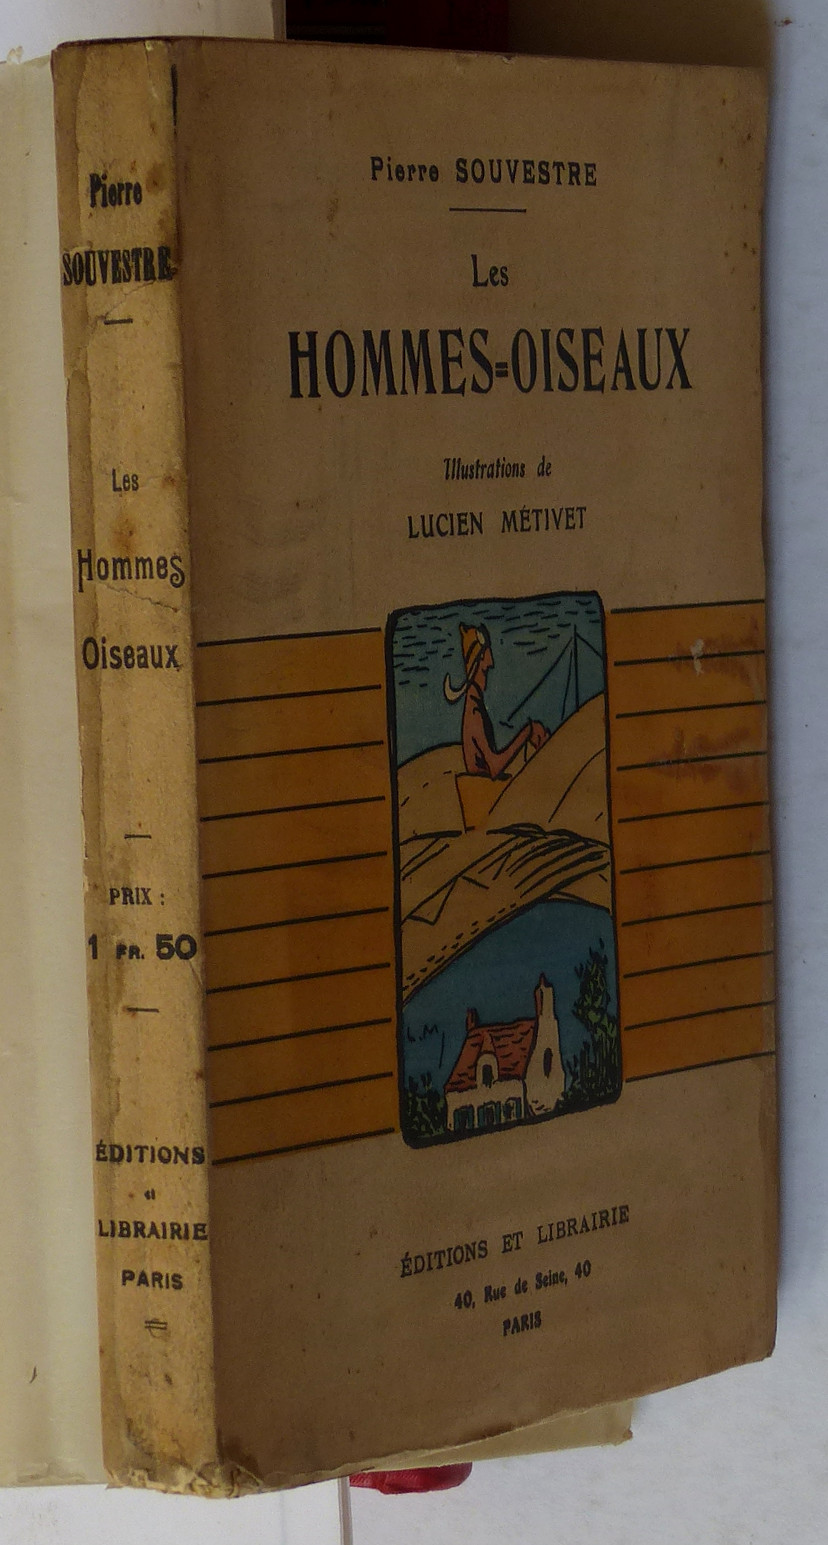 Pierre
SOUVESTRE
Les
Hommes
Oiseaux
PRIX :
1 FR. 50
ÉDITIONS
et
LIBRAIRIE
PARIS
Pierre SOUVESTRE
Les
HOMMES=OISEAUX
Illustrations de
LUCIEN MÉTIVET
L.M
ÉDITIONS ET LIBRAIRIE
40, Rue de Seine, 40
PARIS